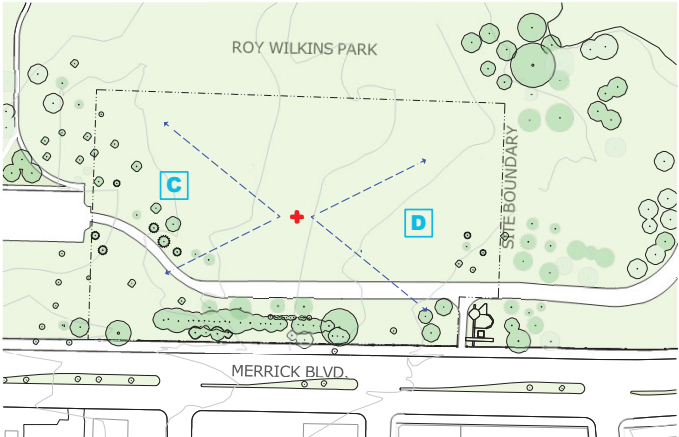 ROY WILKINS PARK
C
D
SITE BOUNDARY
MERRICK BLVD.